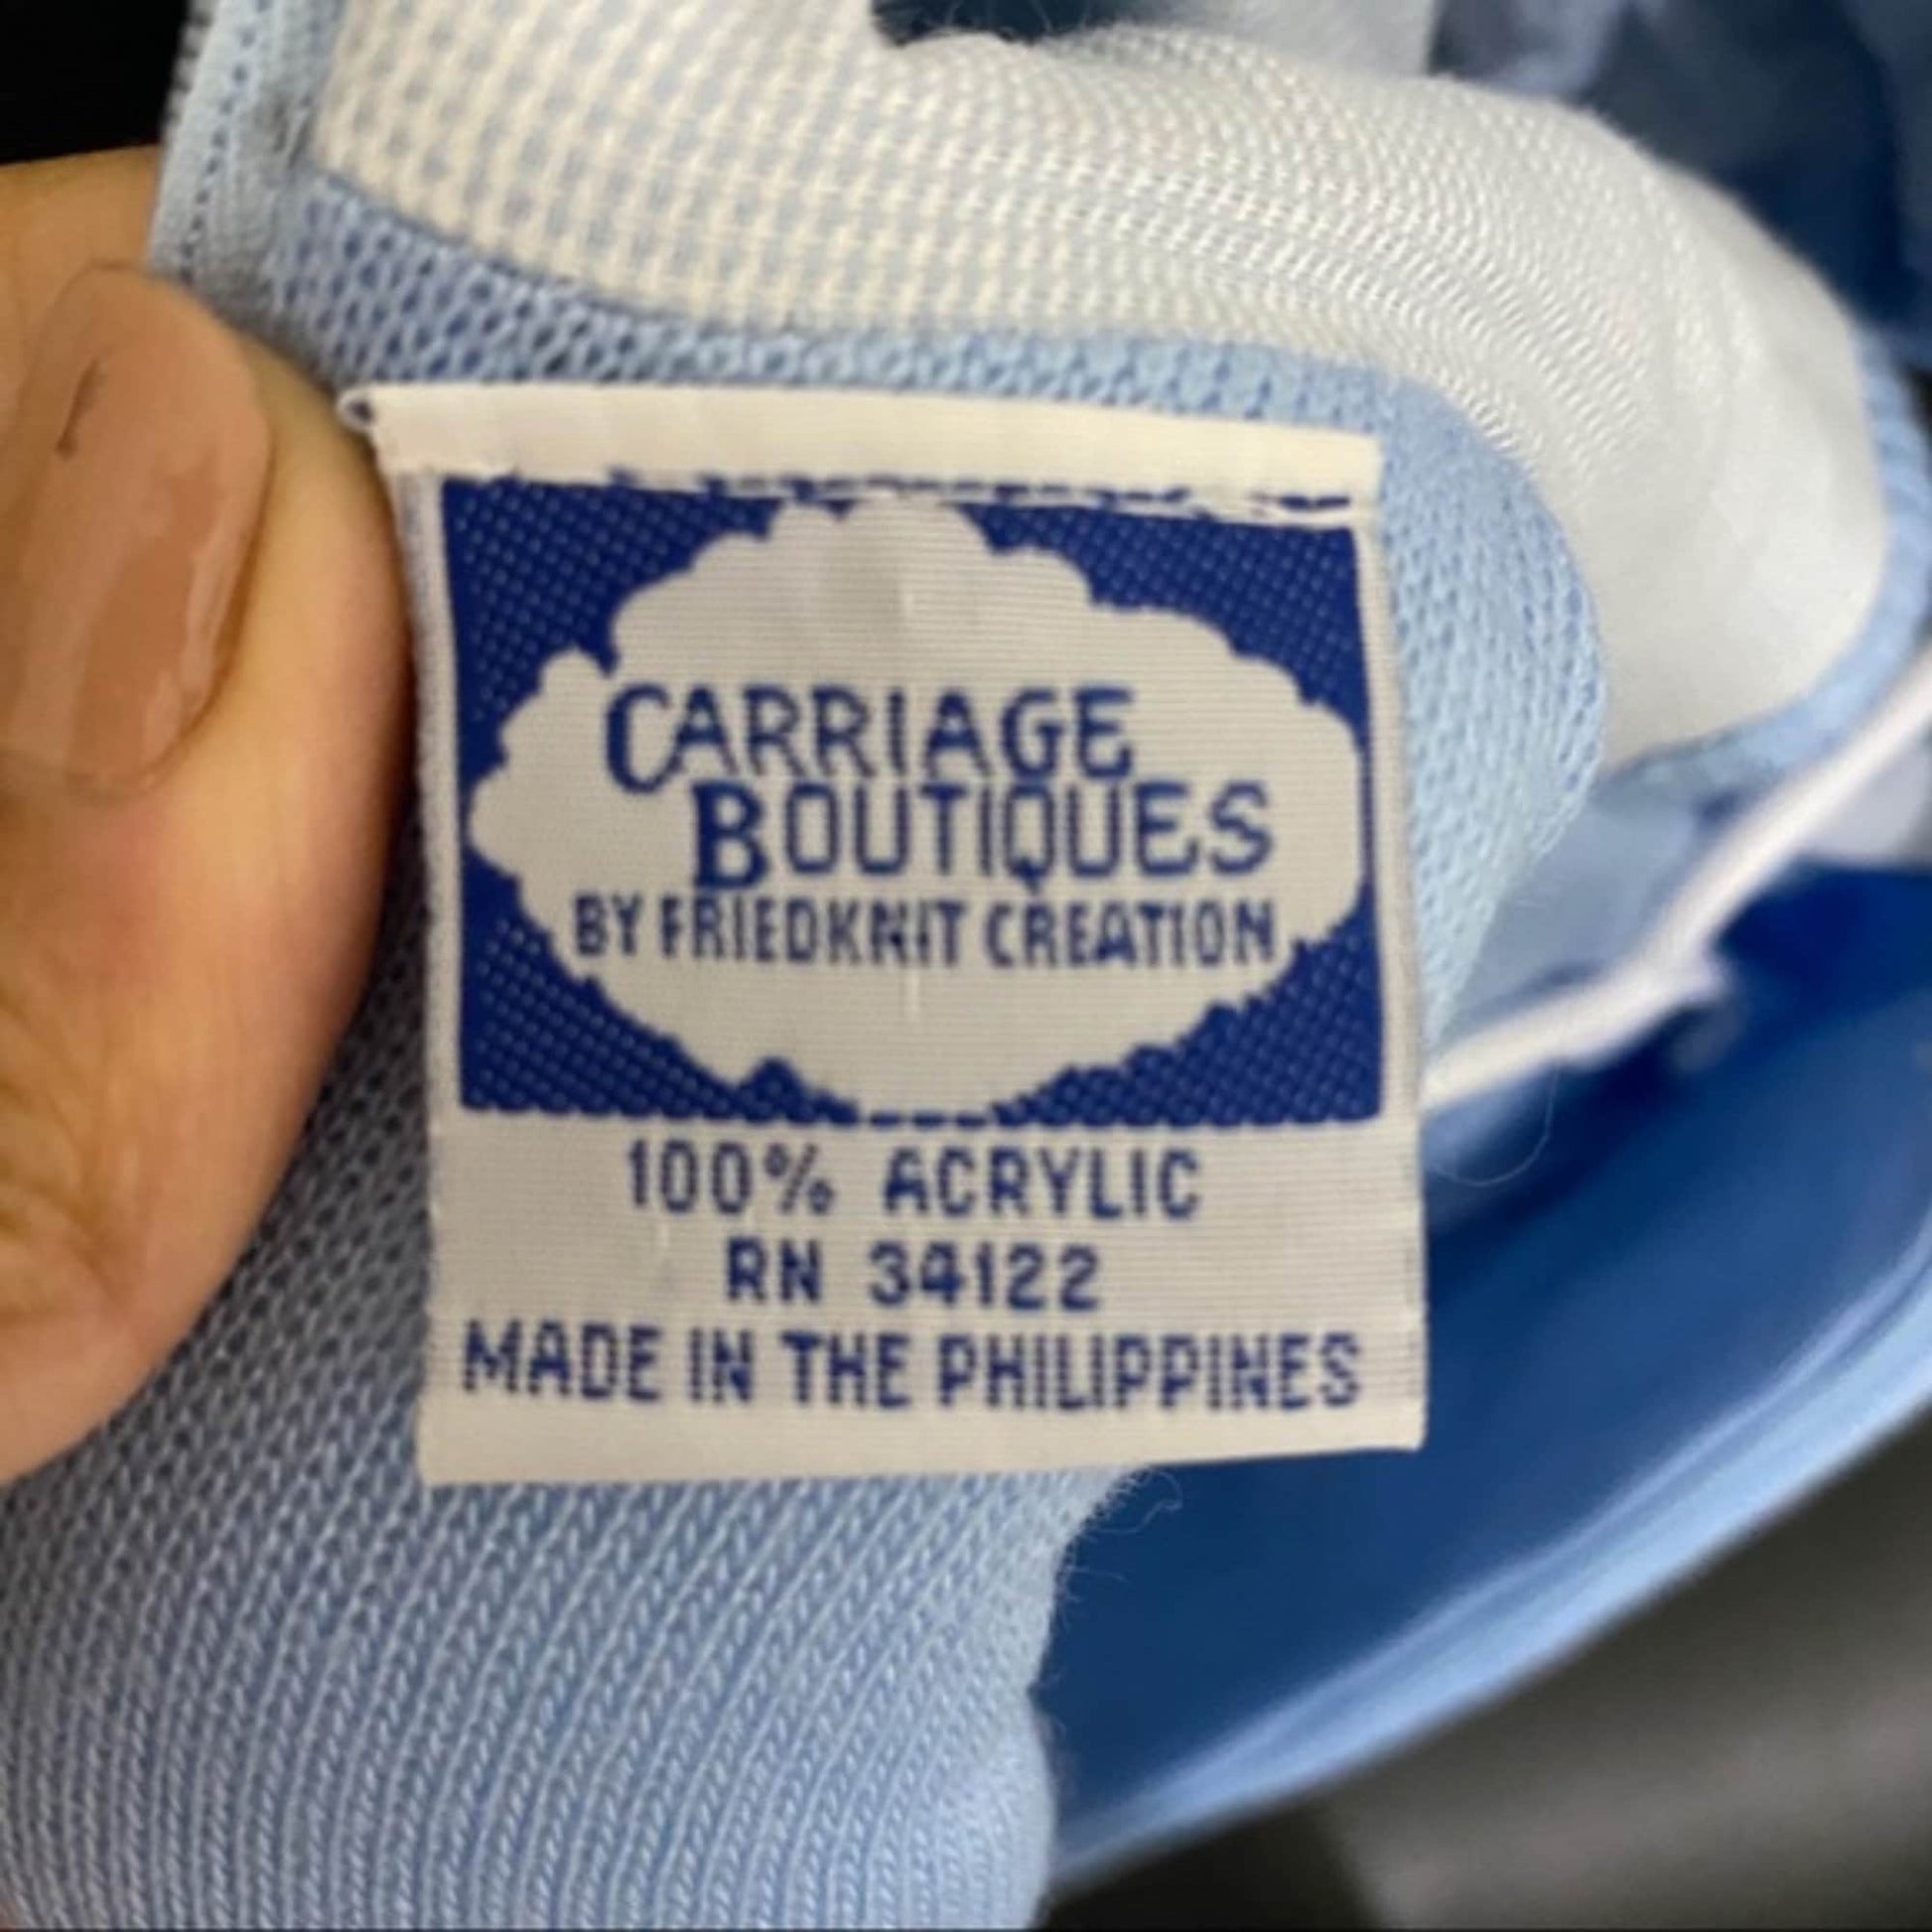 CARRIAGE
BOUTIQUES
BY FRIEDKNIT CREATION
100% ACRYLIC
RN 34122
MADE IN THE PHILIPPINES